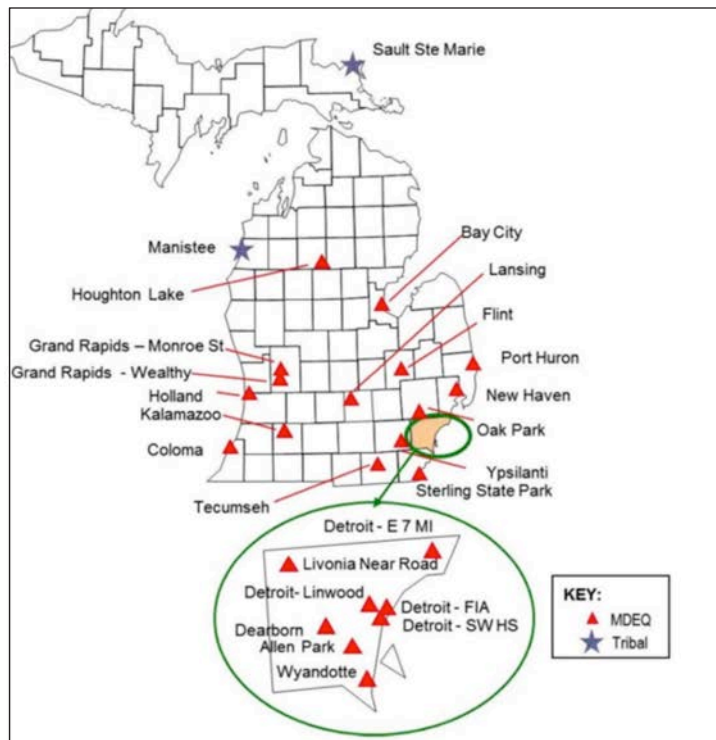 Sault Ste Marie
Manistee
Bay City
Houghton Lake
Lansing
Flint
Grand Rapids – Monroe St
Grand Rapids - Wealthy
Port Huron
Holland
New Haven
Kalamazoo
Oak Park
Coloma
Ypsilanti
Tecumseh
Sterling State Park
Detroit - E 7 MI
Livonia Near Road
Detroit- Linwood
Detroit - FIA
Detroit - SW HS
Dearborn
Allen Park
Wyandotte
KEY:
MDEQ
Tribal